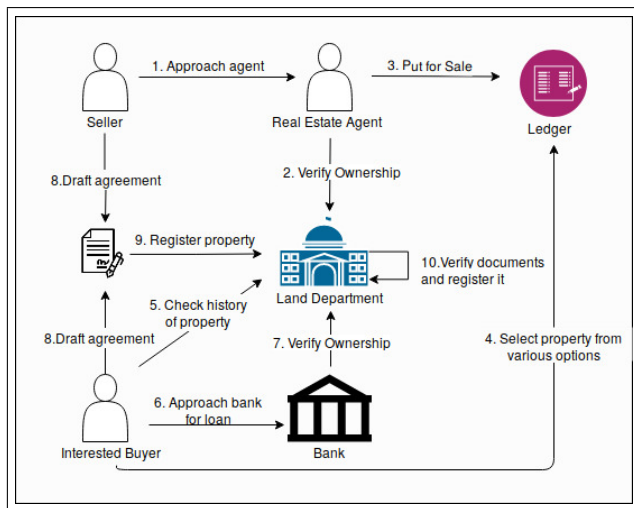 1. Approach agent
3. Put for Sale
Seller
Real Estate Agent
Ledger
2. Verify Ownership
8.Draft agreement
9. Register property
10.Verify documents
and register it
5. Check history
of property
Land Department
8.Draft agreement
7. Verify Ownership
4. Select property from
various options
6. Approach bank
for loan
Interested Buyer
Bank